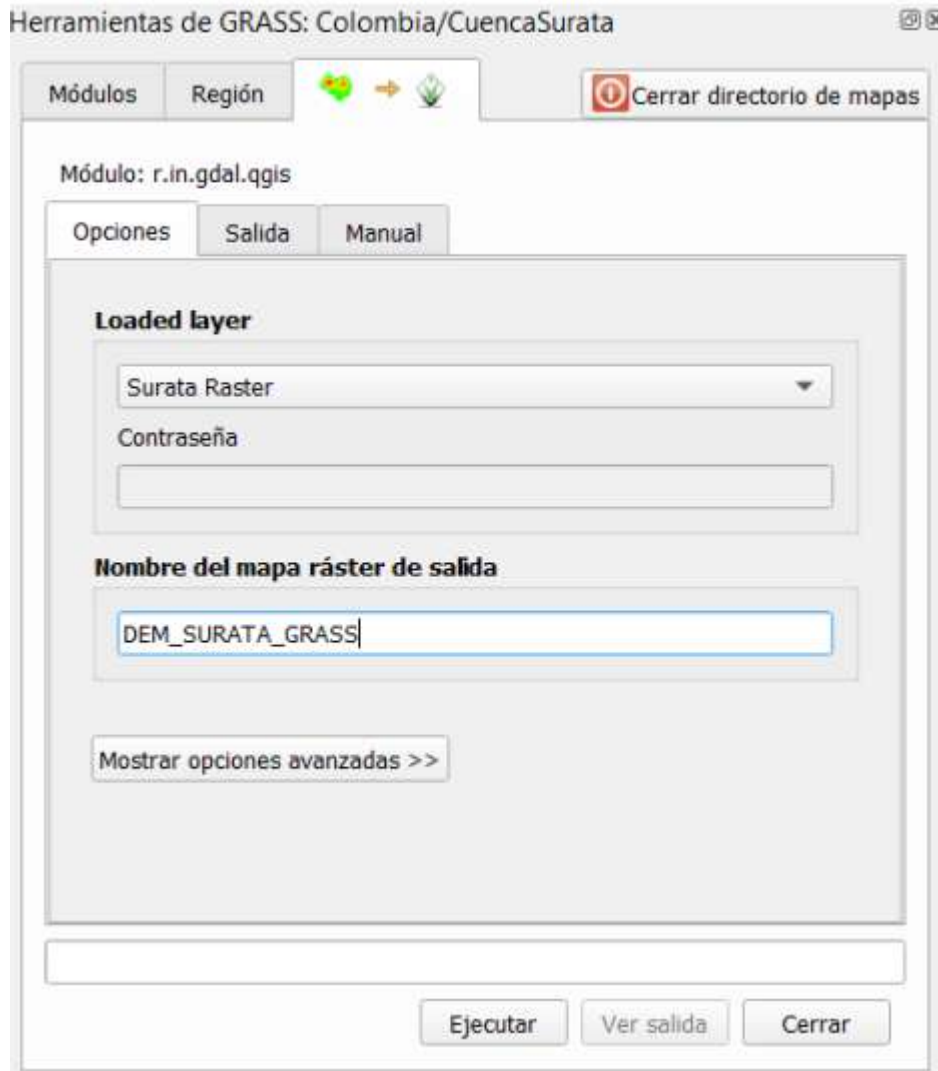 Herramientas de GRASS: Colombia/CuencaSurata
Módulos Región Cerrar directorio de mapas
Módulo: r.in.gdal.qgis
Opciones Salida Manual
Loaded layer
Surata Raster
Contraseña
Nombre del mapa ráster de salida
DEM_SURATA_GRASS
Mostrar opciones avanzadas >>
Ejecutar Ver salida Cerrar